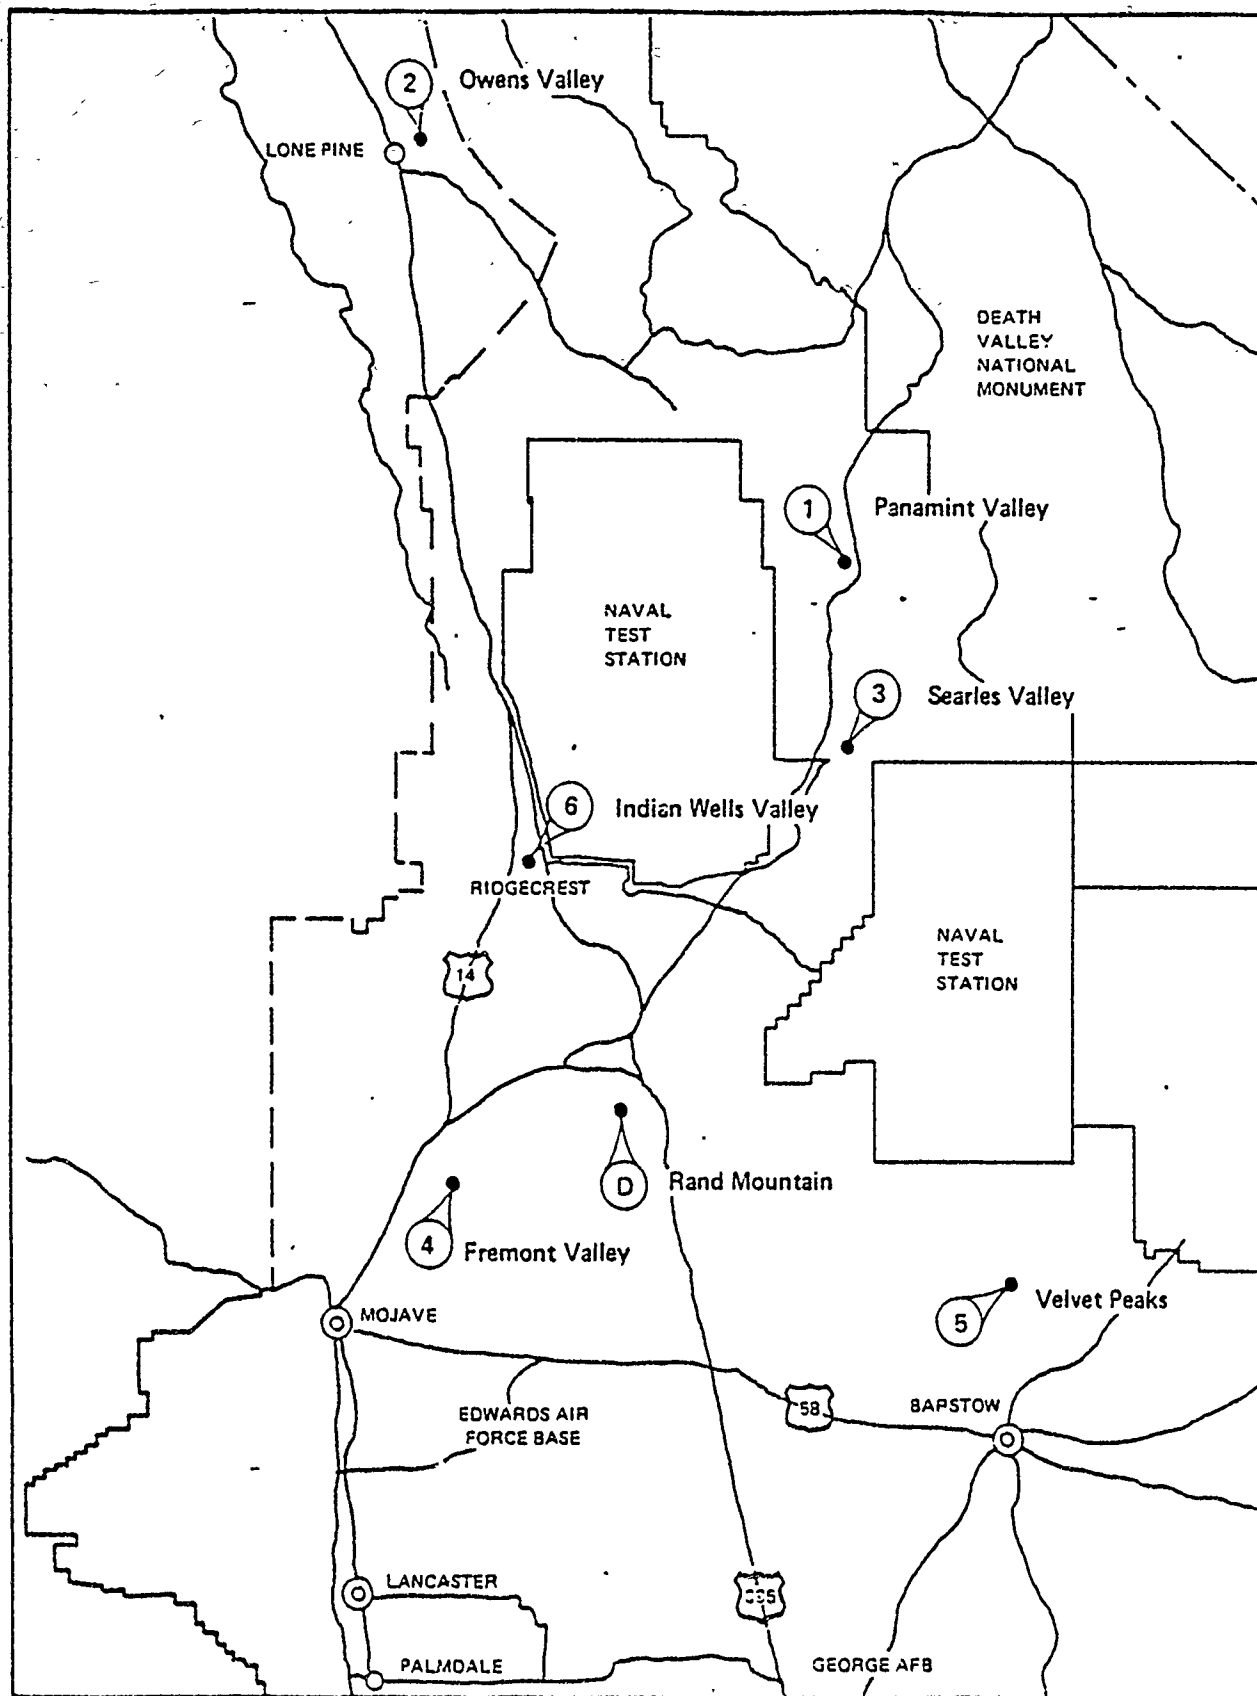 2
Owens Valley
LONE PINE
DEATH
VALLEY
NATIONAL
MONUMENT
1
Panamint Valley
NAVAL
TEST
STATION
3
Searles Valley
6
Indian Wells Valley
RIDGECREST
NAVAL
TEST
STATION
14
D
Rand Mountain
4
Fremont Valley
5
Velvet Peaks
MOJAVE
58
BARSTOW
EDWARDS AIR
FORCE BASE
LANCASTER
395
PALMDALE
GEORGE AFB